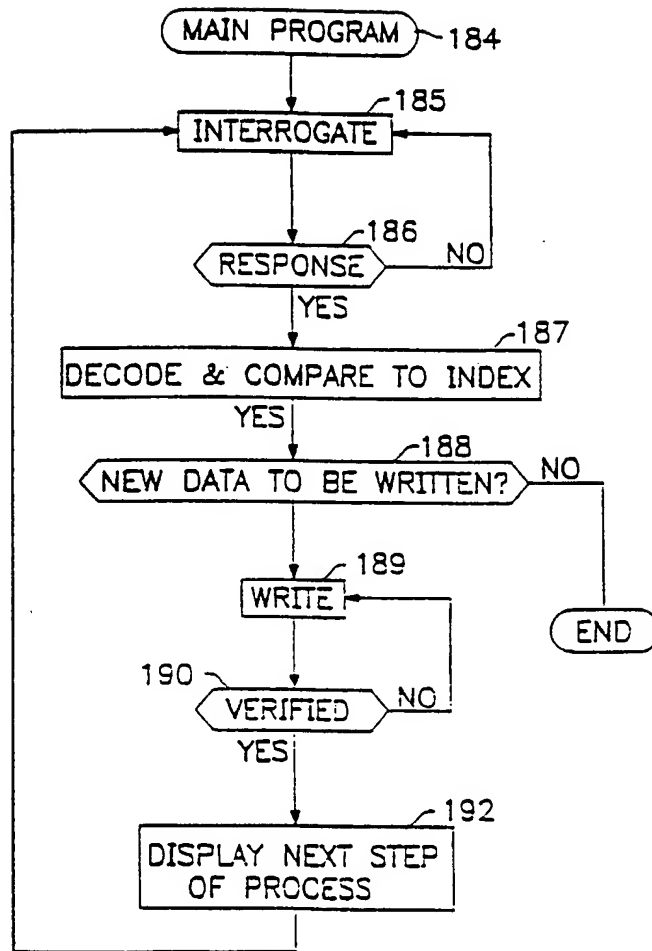 MAIN PROGRAM
184
185
INTERROGATE
186
RESPONSE
NO
YES
187
DECODE & COMPARE TO INDEX
YES
188
NEW DATA TO BE WRITTEN?
NO
189
WRITE
END
190
VERIFIED
NO
YES
192
DISPLAY NEXT STEP
OF PROCESS